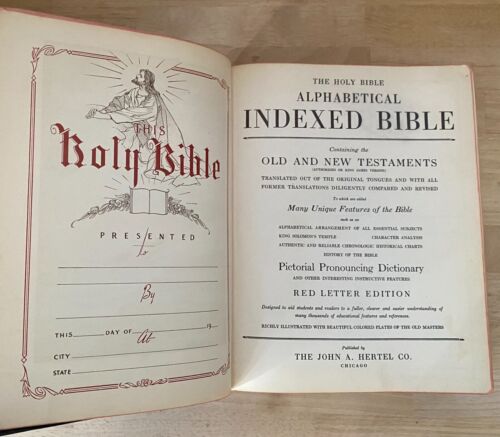 THIS
Holy Bible
PRESENTED
to
By
THIS DAY OF 19
At
CITY
STATE
THE HOLY BIBLE
ALPHABETICAL
INDEXED BIBLE
Containing the
OLD AND NEW TESTAMENTS
(AUTHORIZED OR KING JAMES VERSION)
TRANSLATED OUT OF THE ORIGINAL TONGUES AND WITH ALL
FORMER TRANSLATIONS DILIGENTLY COMPARED AND REVISED
To which are added
Many Unique Features of the Bible
such as an
ALPHABETICAL ARRANGEMENT OF ALL ESSENTIAL SUBJECTS
KING SOLOMON'S TEMPLE CHARACTER ANALYSIS
AUTHENTIC AND RELIABLE CHRONOLOGIC HISTORICAL CHARTS
HISTORY OF THE BIBLE
Pictorial Pronouncing Dictionary
AND OTHER INTERESTING INSTRUCTIVE FEATURES
RED LETTER EDITION
Designed to aid students and readers to a fuller, clearer and easier understanding of
many thousands of educational features and references.
RICHLY ILLUSTRATED WITH BEAUTIFUL COLORED PLATES OF THE OLD MASTERS
Published by
THE JOHN A. HERTEL CO.
CHICAGO